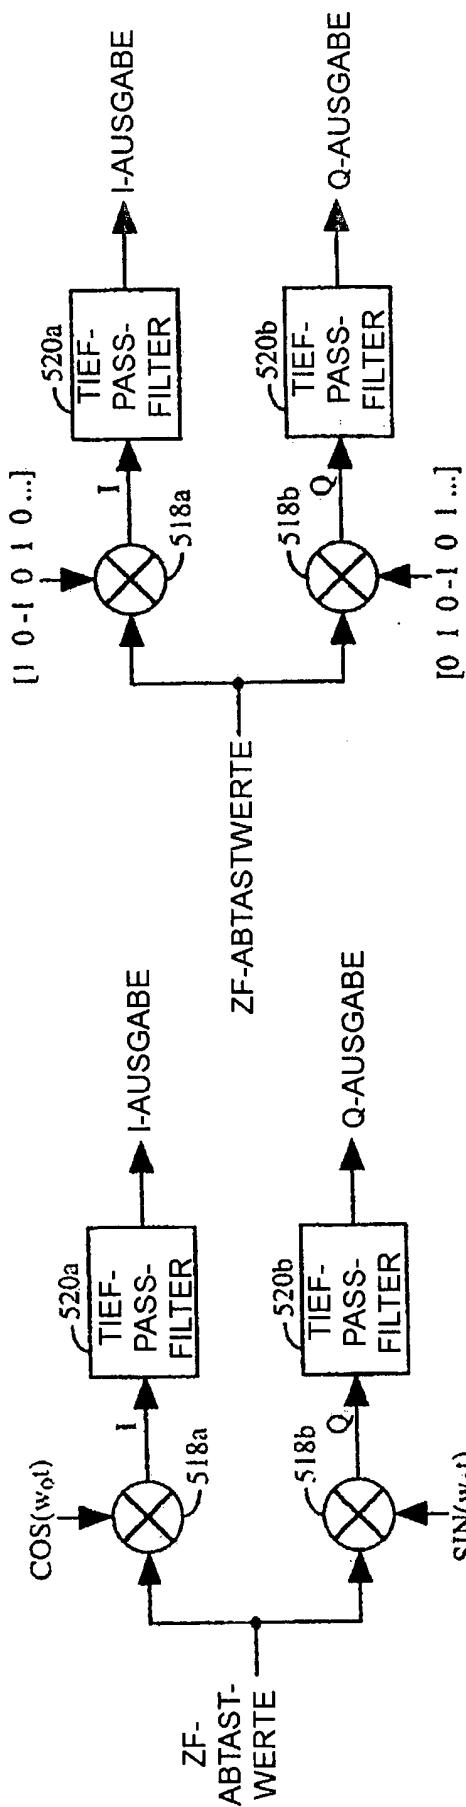 ZF-
ABTAST-
WERTE
COS(w₀t)
518a
I
520a
TIEF-
PASS-
FILTER
I-AUSGABE
518b
Q
520b
TIEF-
PASS-
FILTER
Q-AUSGABE
ZF-ABTASTWERTE
[1 0 -1 0 1 0 ...]
518a
I
520a
TIEF-
PASS-
FILTER
I-AUSGABE
[0 1 0 -1 0 1 ...]
518b
Q
520b
TIEF-
PASS-
FILTER
Q-AUSGABE